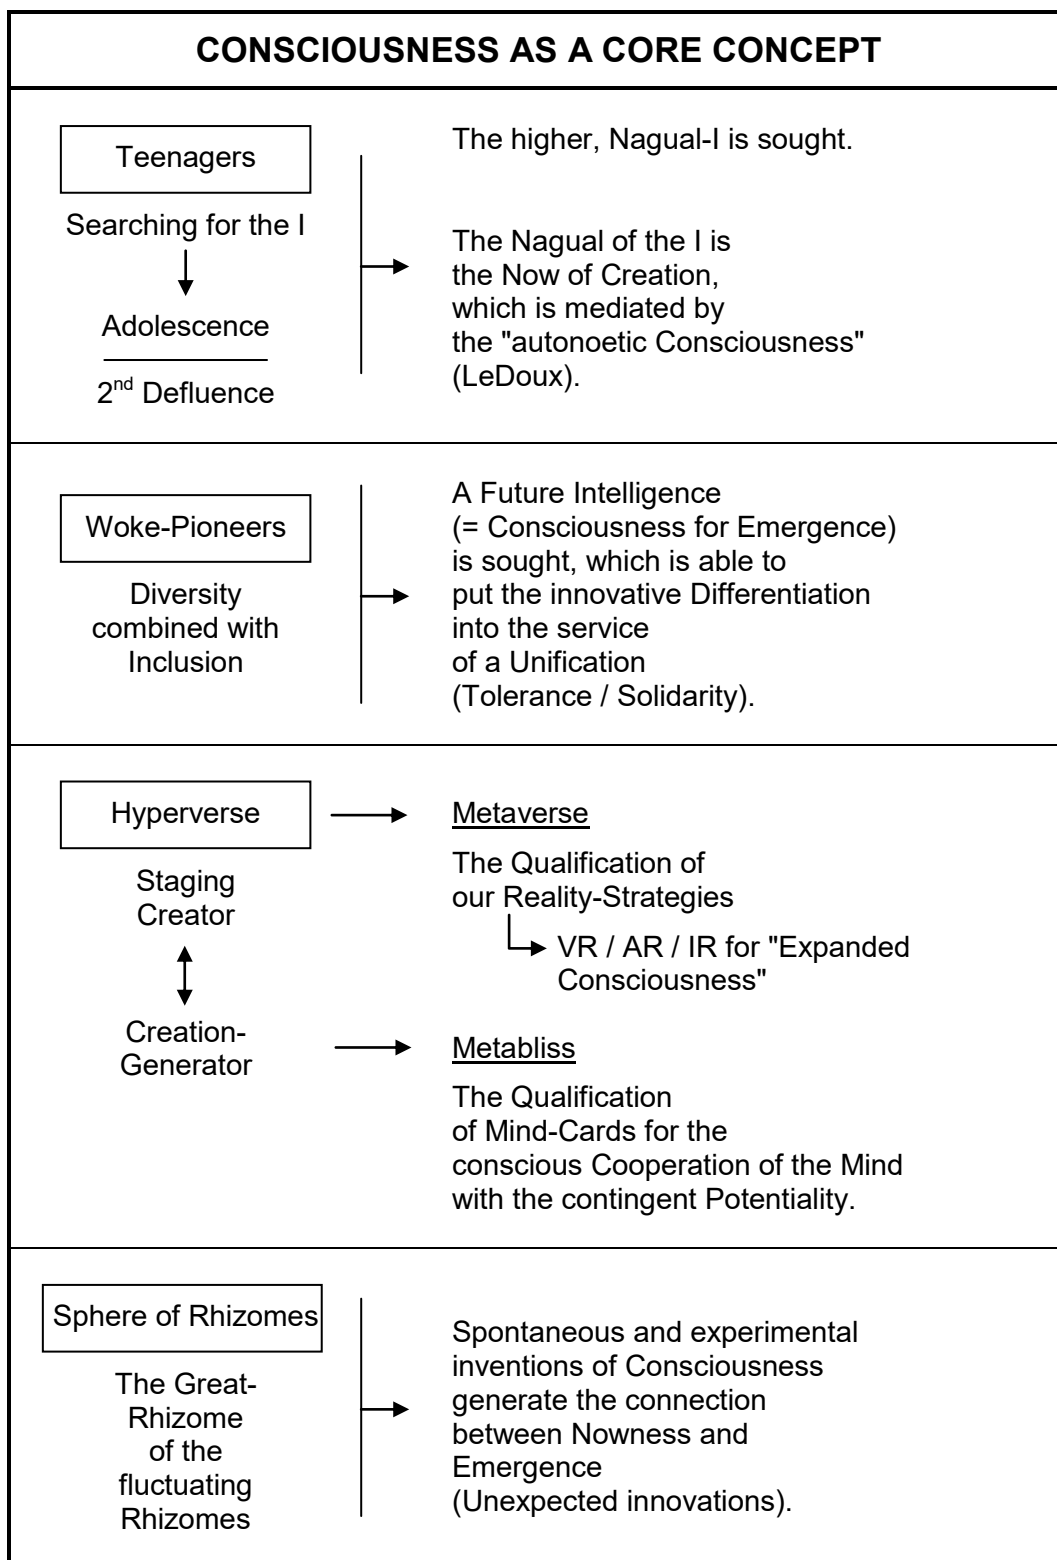 CONSCIOUSNESS AS A CORE CONCEPT
Teenagers
Searching for the I
Adolescence
2nd Defluence
The higher, Nagual-I is sought.
The Nagual of the I is
the Now of Creation,
which is mediated by
the "autonoetic Consciousness"
(LeDoux).
Woke-Pioneers
Diversity
combined with
Inclusion
A Future Intelligence
(= Consciousness for Emergence)
is sought, which is able to
put the innovative Differentiation
into the service
of a Unification
(Tolerance / Solidarity).
Hyperverse
Staging
Creator
Creation-
Generator
Metaverse
The Qualification of
our Reality-Strategies
VR / AR / IR for "Expanded
Consciousness"
Metabliss
The Qualification
of Mind-Cards for the
conscious Cooperation of the Mind
with the contingent Potentiality.
Sphere of Rhizomes
The Great-
Rhizome
of the
fluctuating
Rhizomes
Spontaneous and experimental
inventions of Consciousness
generate the connection
between Nowness and
Emergence
(Unexpected innovations).